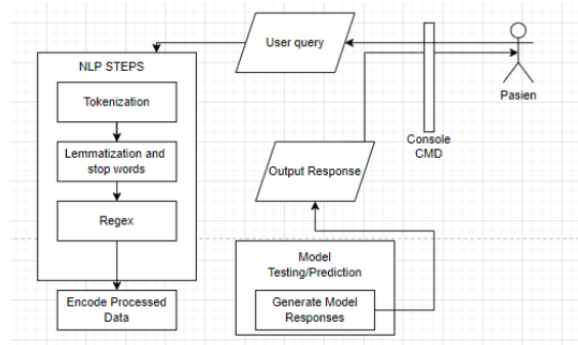 User query
NLP STEPS
Tokenization
Lemmatization and
stop words
Regex
Encode Processed
Data
Pasien
Console
CMD
Output Response
Model
Testing/Prediction
Generate Model
Responses